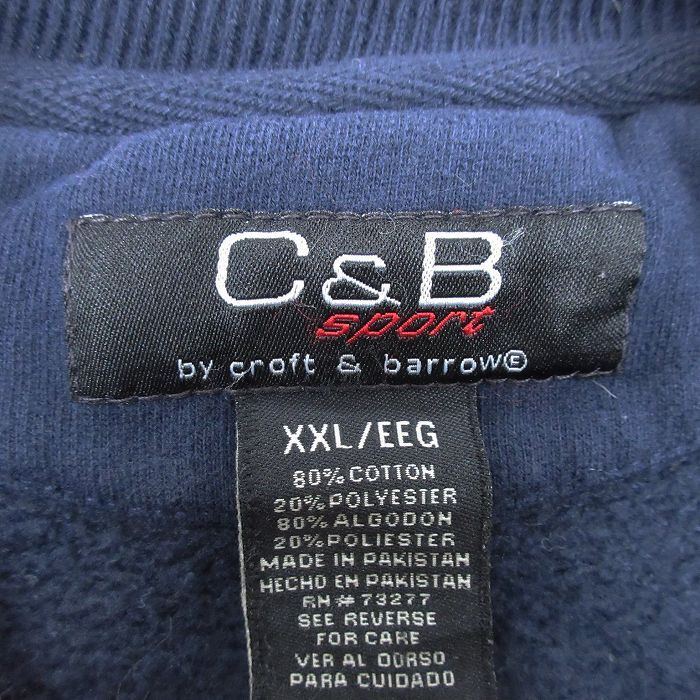 C&B
sport
by croft & barrow®
XXL/EEG
80% COTTON
20% POLYESTER
80% ALGODON
20% POLIESTER
MADE IN PAKISTAN
HECHO EN PAKISTAN
RN# 73277
SEE REVERSE
FOR CARE
VER AL DORSO
PARA CUIDADO